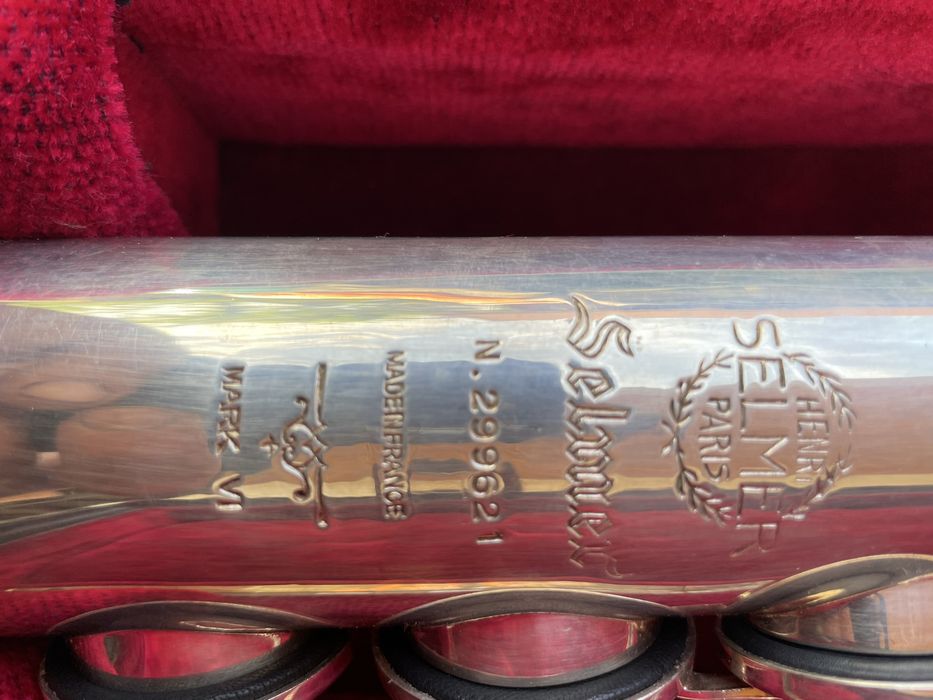 HENRI
SELMER
PARIS
Selmer
N.299621
MADE IN FRANCE
MARK VI